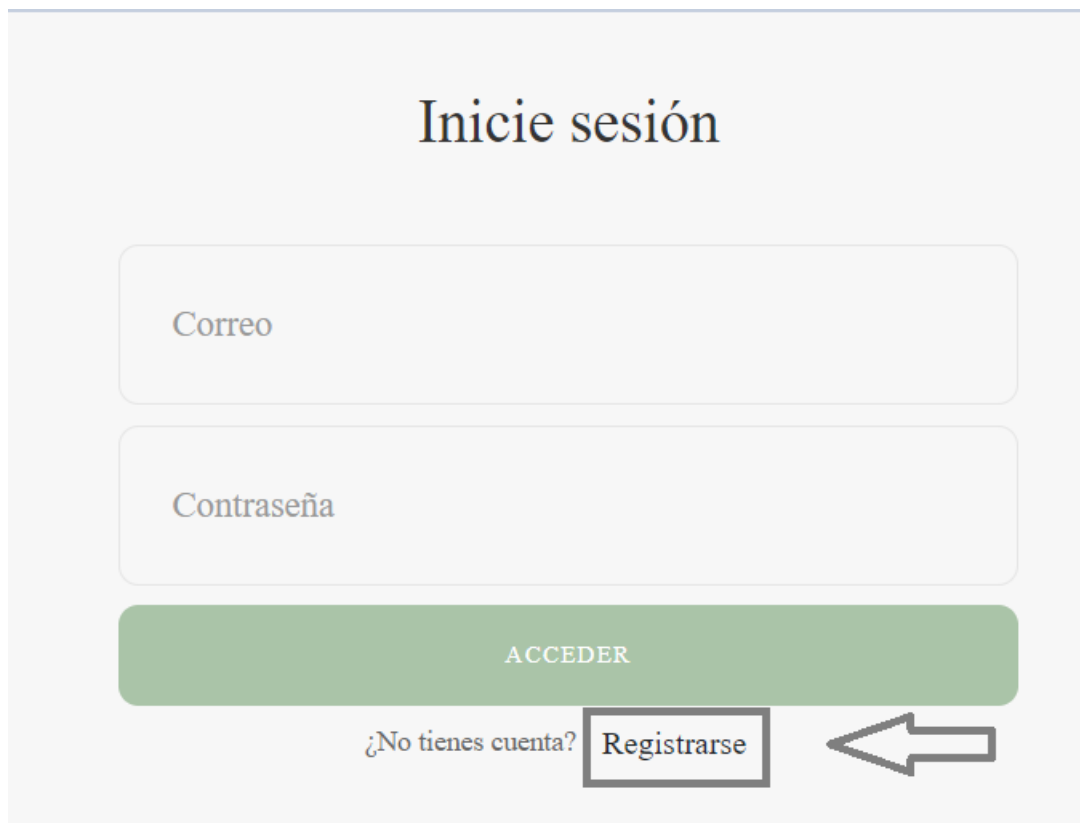 Inicie sesión
Correo
Contraseña
ACCEDER
¿No tienes cuenta? Registrarse